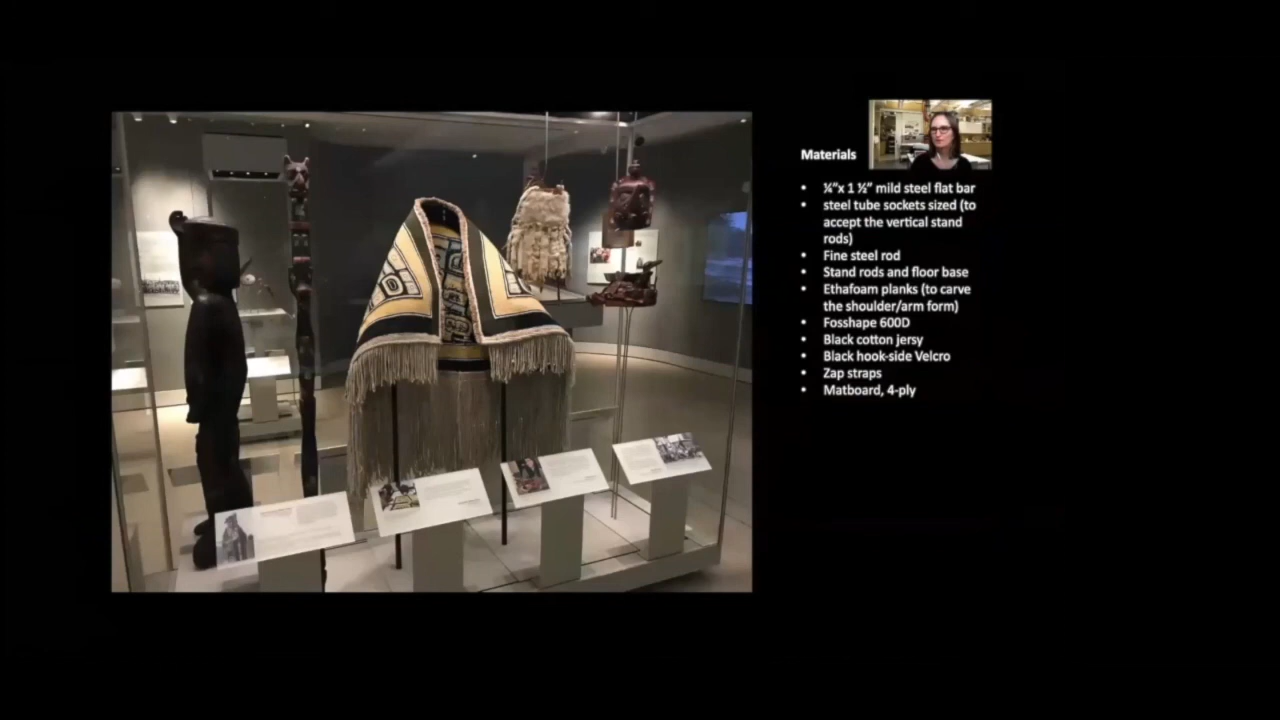 Materials
• ¼"x 1 ½" mild steel flat bar
• steel tube sockets sized (to
accept the vertical stand
rods)
• Fine steel rod
• Stand rods and floor base
• Ethafoam planks (to carve
the shoulder/arm form)
• Fosshape 600D
• Black cotton jersy
• Black hook-side Velcro
• Zap straps
• Matboard, 4-ply